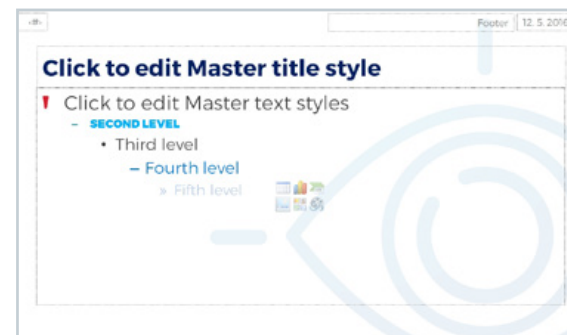 ‹#›
Footer
12. 5. 2016
Click to edit Master title style
Click to edit Master text styles
– SECOND LEVEL
• Third level
– Fourth level
» Fifth level